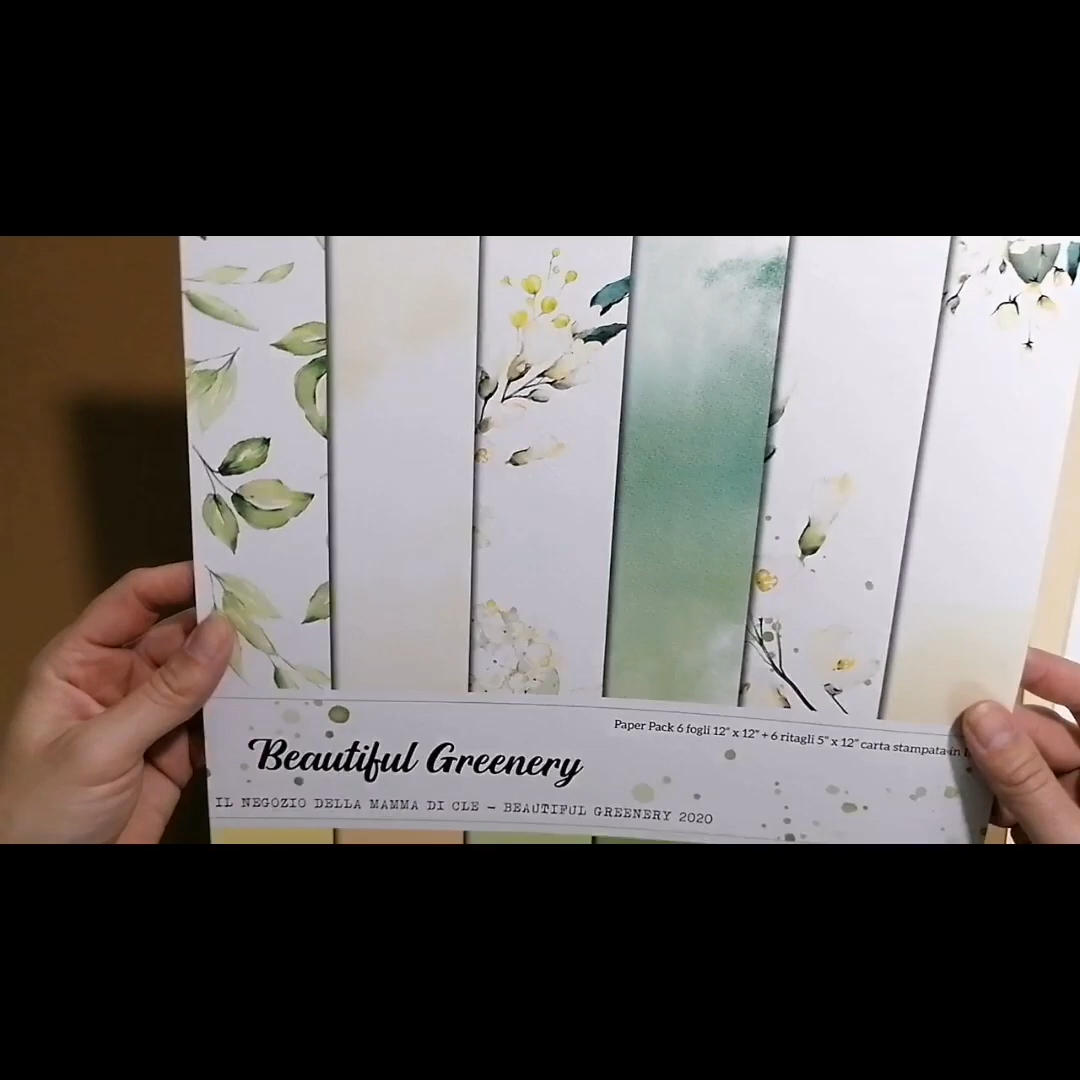 Paper Pack 6 fogli 12" x 12" + 6 ritagli 5" x 12" carta stampata in
Beautiful Greenery
IL NEGOZIO DELLA MAMMA DI CLE – BEAUTIFUL GREENERY 2020